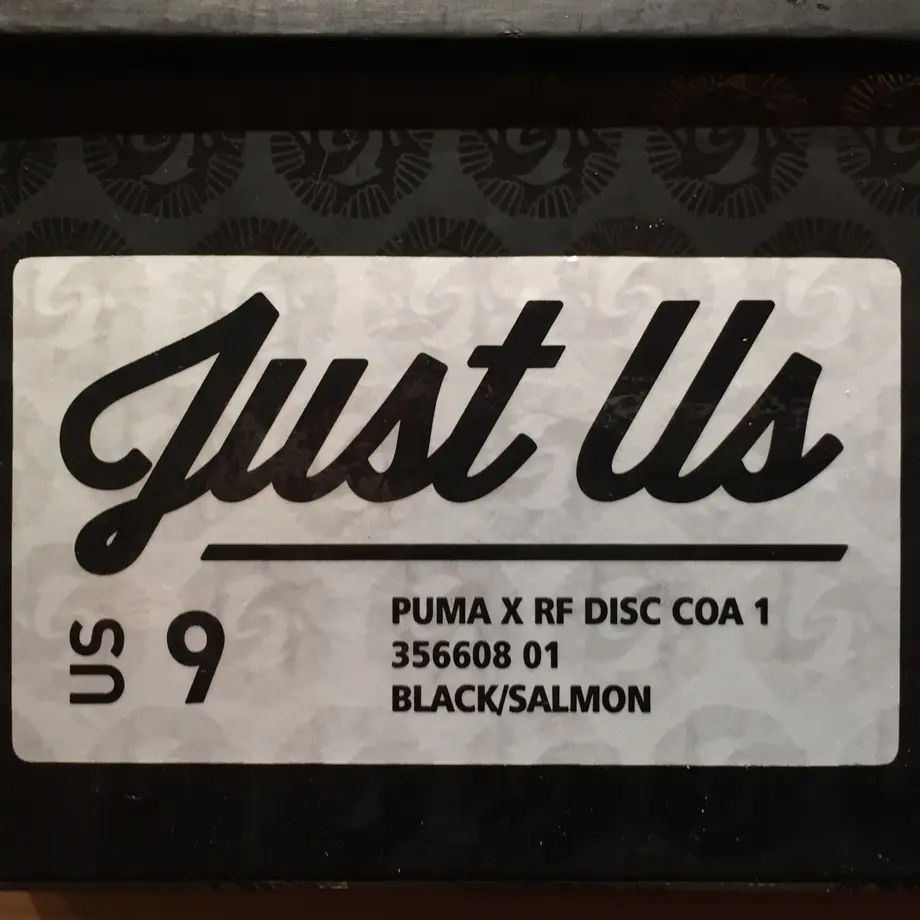 Just Us
US 9
PUMA X RF DISC COA 1
356608 01
BLACK/SALMON